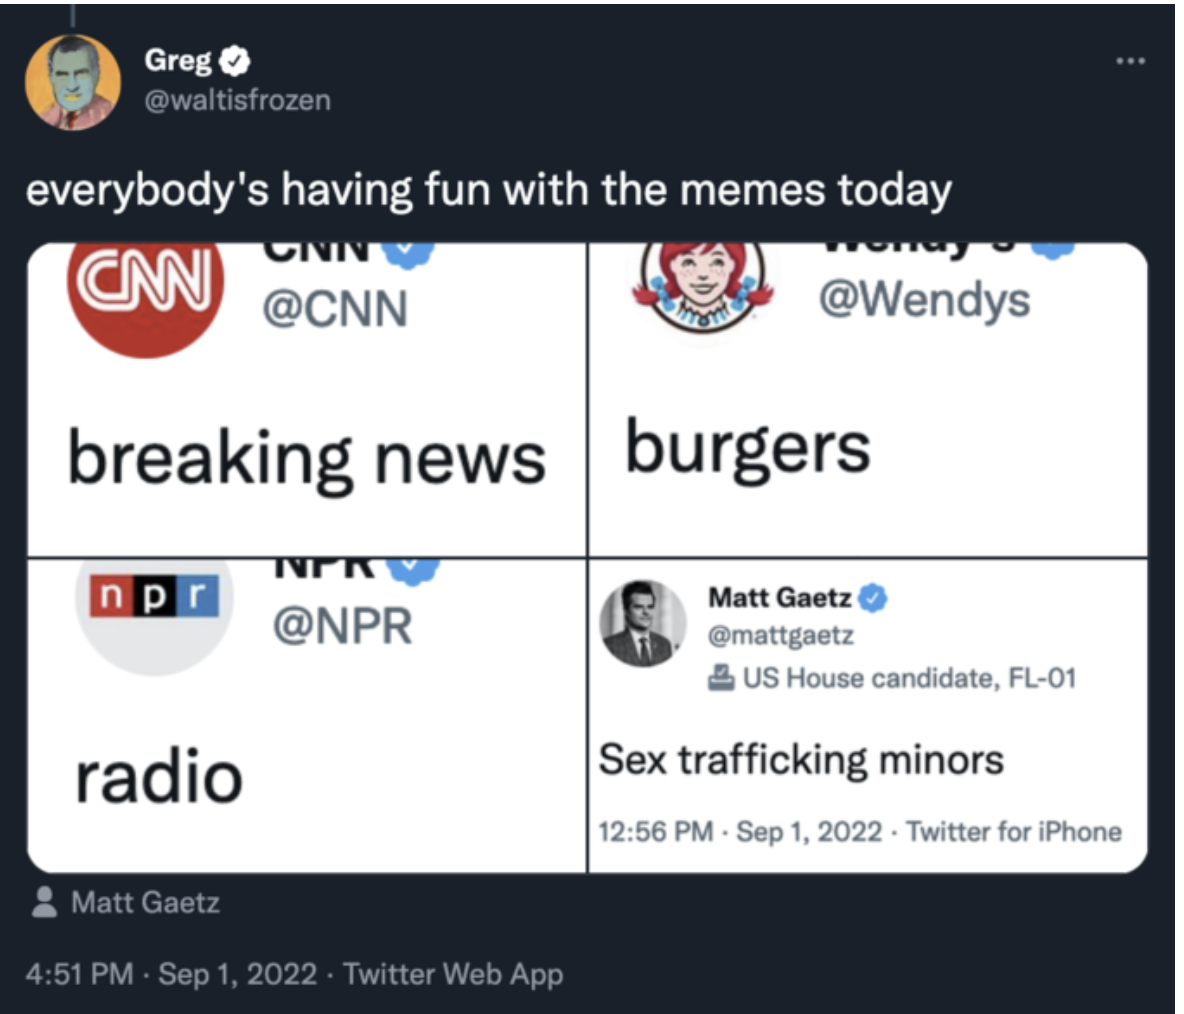 Greg
@waltisfrozen
everybody's having fun with the memes today
CNN
CNN
@CNN
breaking news
Wendy's
@Wendys
burgers
npr
NPR
@NPR
radio
Matt Gaetz
@mattgaetz
US House candidate, FL-01
Sex trafficking minors
12:56 PM · Sep 1, 2022 · Twitter for iPhone
Matt Gaetz
4:51 PM · Sep 1, 2022 · Twitter Web App